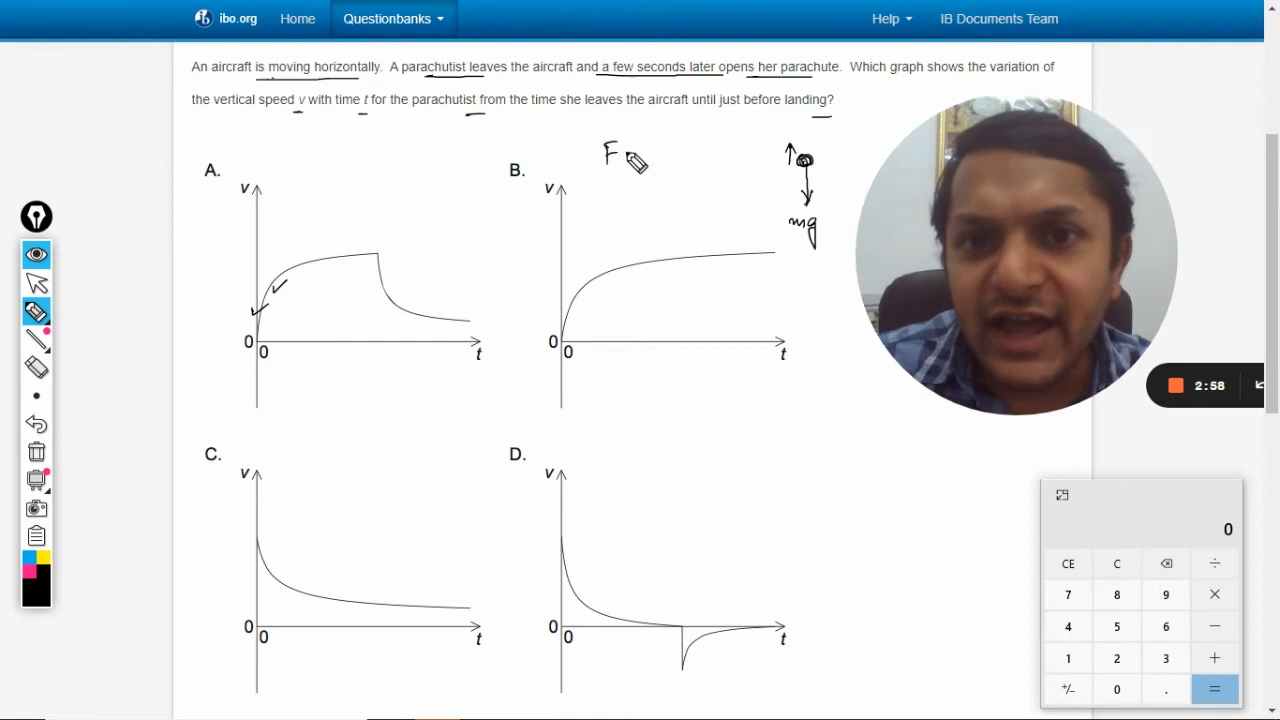 ibo.org Home Questionbanks Help IB Documents Team
An aircraft is moving horizontally. A parachutist leaves the aircraft and a few seconds later opens her parachute. Which graph shows the variation of
the vertical speed v with time t for the parachutist from the time she leaves the aircraft until just before landing?
F
A. B.
v v
mg
0 0
0 t 0 t
2:58
C. D.
v v
0 0
0 t 0 t
0
CE C ÷
7 8 9 ×
4 5 6 −
1 2 3 +
+/− 0 . =